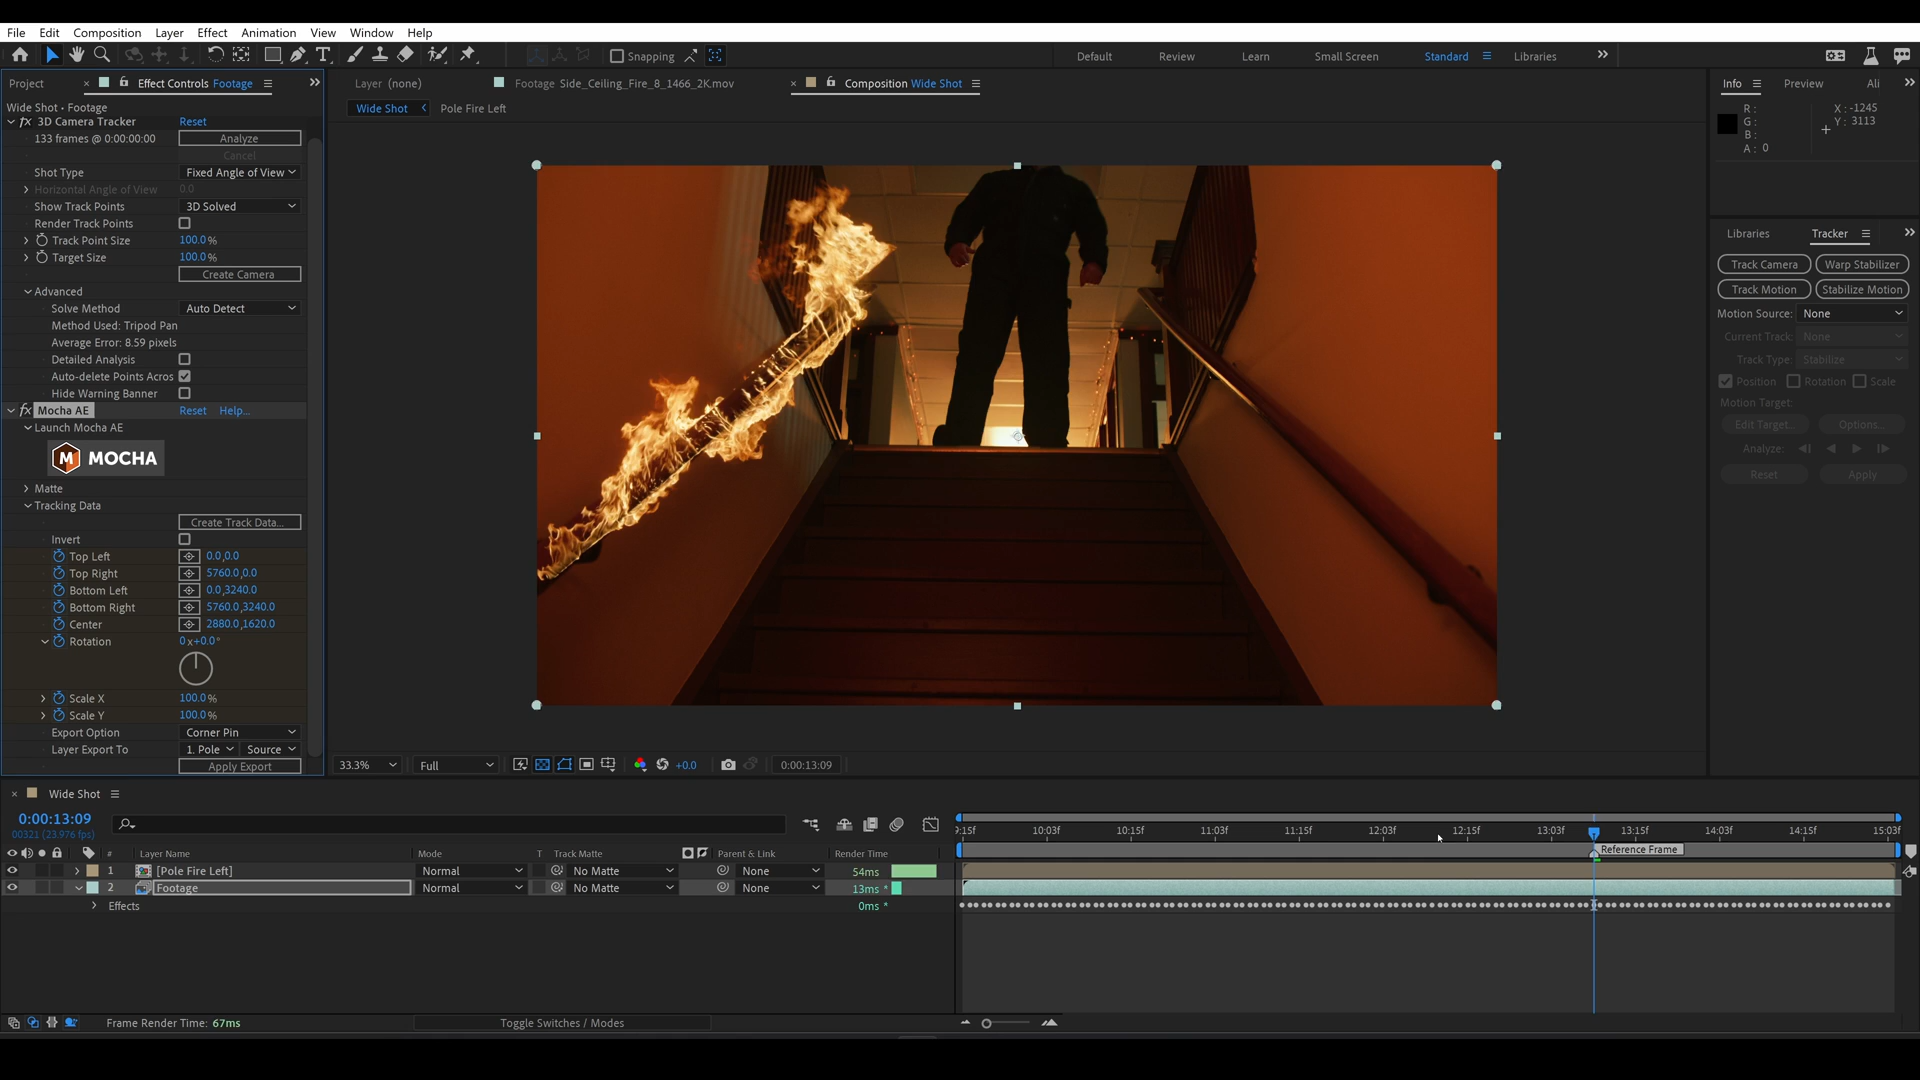 File Edit Composition Layer Effect Animation View Window Help
Snapping
Default Review Learn Small Screen Standard Libraries
Project Effect Controls Footage
Layer (none) Footage Side_Ceiling_Fire_8_1466_2K.mov Composition Wide Shot
Wide Shot Pole Fire Left
Wide Shot • Footage
fx 3D Camera Tracker Reset
133 frames @ 0:00:00:00 Analyze
Cancel
Shot Type Fixed Angle of View
Horizontal Angle of View 0.0
Show Track Points 3D Solved
Render Track Points
Track Point Size 100.0%
Target Size 100.0%
Create Camera
Advanced
Solve Method Auto Detect
Method Used: Tripod Pan
Average Error: 8.59 pixels
Detailed Analysis
Auto-delete Points Acros
Hide Warning Banner
fx Mocha AE Reset Help...
Launch Mocha AE
M MOCHA
Matte
Tracking Data
Create Track Data...
Invert
Top Left 0.0,0.0
Top Right 5760.0,0.0
Bottom Left 0.0,3240.0
Bottom Right 5760.0,3240.0
Center 2880.0,1620.0
Rotation 0x+0.0°
Scale X 100.0%
Scale Y 100.0%
Export Option Corner Pin
Layer Export To 1. Pole Source
Apply Export
33.3% Full +0.0 0:00:13:09
Info Preview Ali
R: X: -1245
G: Y: 3113
B:
A: 0
Libraries Tracker
Track Camera Warp Stabilizer
Track Motion Stabilize Motion
Motion Source: None
Current Track: None
Track Type: Stabilize
Position Rotation Scale
Motion Target:
Edit Target... Options...
Analyze:
Reset Apply
Wide Shot
0:00:13:09
00321 (23.976 fps)
# Layer Name Mode T Track Matte Parent & Link Render Time
1 [Pole Fire Left] Normal No Matte None 54ms
2 Footage Normal No Matte None 13ms *
Effects 0ms *
9:15f 10:03f 10:15f 11:03f 11:15f 12:03f 12:15f 13:03f 13:15f 14:03f 14:15f 15:03f
Reference Frame
Frame Render Time: 67ms Toggle Switches / Modes